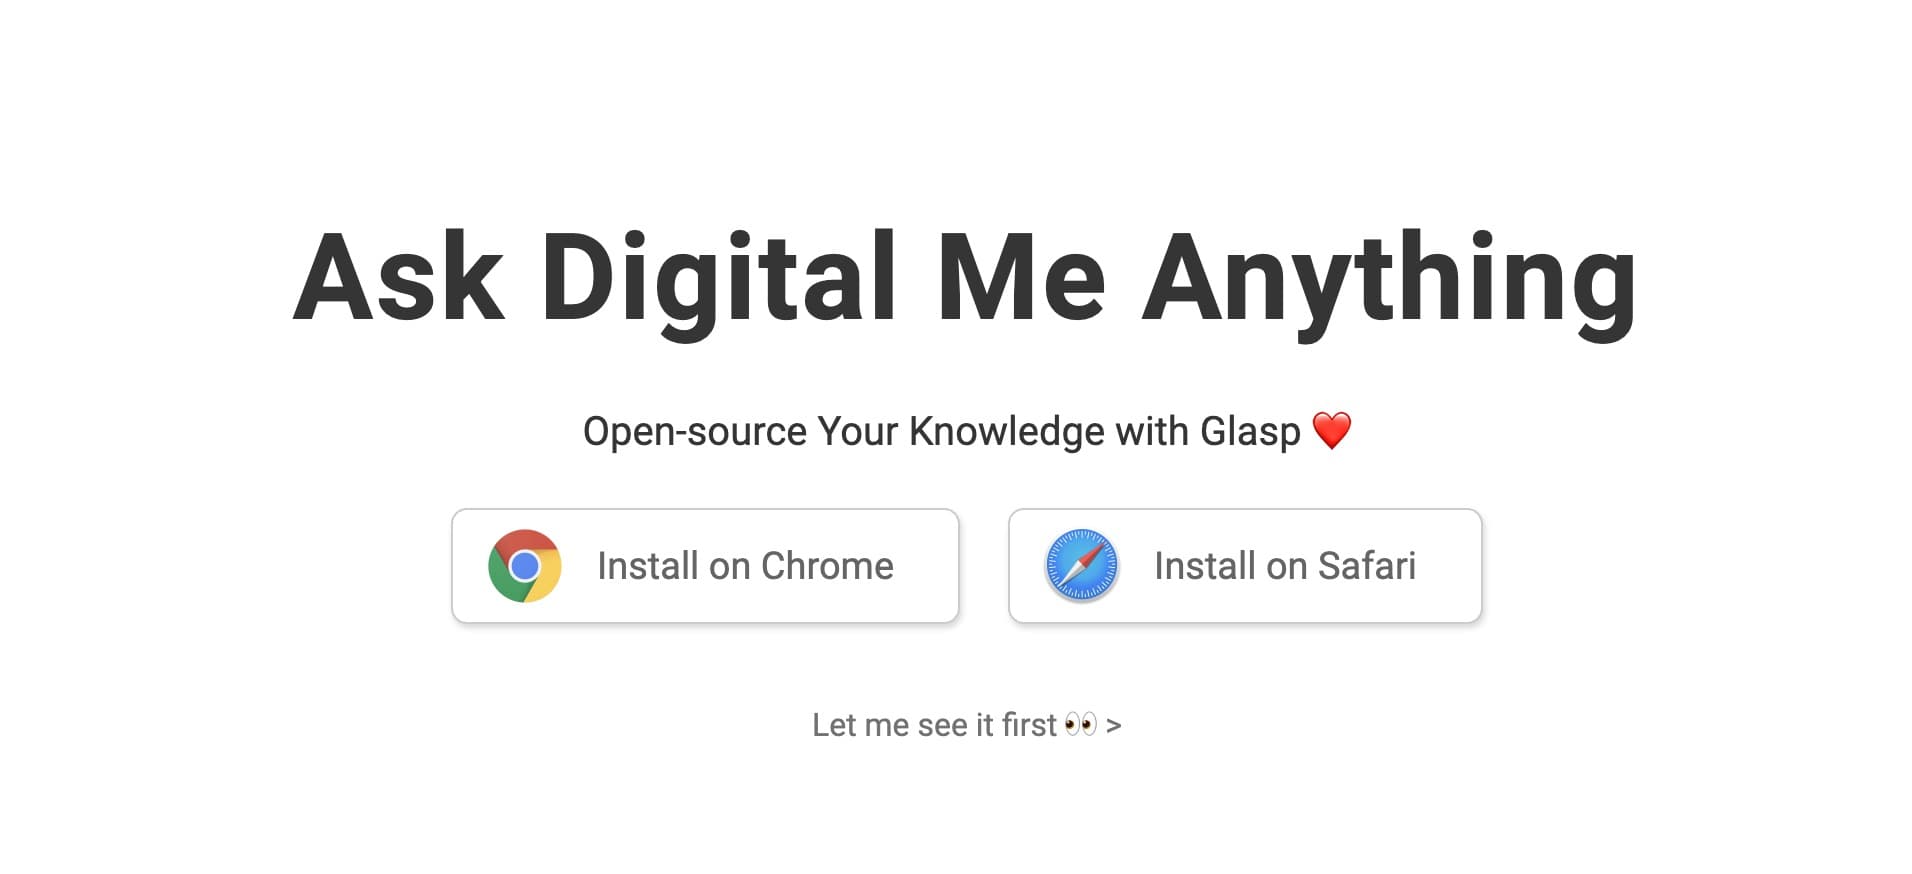 Ask Digital Me Anything
Open-source Your Knowledge with Glasp ❤️
Install on Chrome
Install on Safari
Let me see it first 👀 >